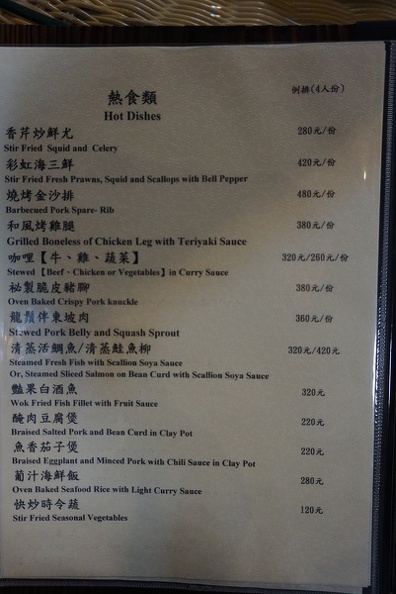 熱食類
Hot Dishes
例排(4人份)
香芹炒鮮尤 280元/份
Stir Fried Squid and Celery
彩虹海三鮮 420元/份
Stir Fried Fresh Prawns, Squid and Scallops with Bell Pepper
燒烤金沙排 480元/份
Barbecued Pork Spare- Rib
和風烤雞腿 380元/份
Grilled Boneless of Chicken Leg with Teriyaki Sauce
咖哩【牛、雞、蔬菜】 320元/260元/份
Stewed 【Beef、Chicken or Vegetables】in Curry Sauce
祕製脆皮豬腳 380元/份
Oven Baked Crispy Pork knuckle
龍鬚伴東坡肉 360元/份
Stewed Pork Belly and Squash Sprout
清蒸活鯛魚/清蒸鮭魚柳 320元/420元
Steamed Fresh Fish with Scallion Soya Sauce
Or, Steamed Sliced Salmon on Bean Curd with Scallion Soya Sauce
豔果白酒魚 320元
Wok Fried Fish Fillet with Fruit Sauce
醃肉豆腐煲 220元
Braised Salted Pork and Bean Curd in Clay Pot
魚香茄子煲 220元
Braised Eggplant and Minced Pork with Chili Sauce in Clay Pot
葡汁海鮮飯 280元
Oven Baked Seafood Rice with Light Curry Sauce
快炒時令蔬 120元
Stir Fried Seasonal Vegetables